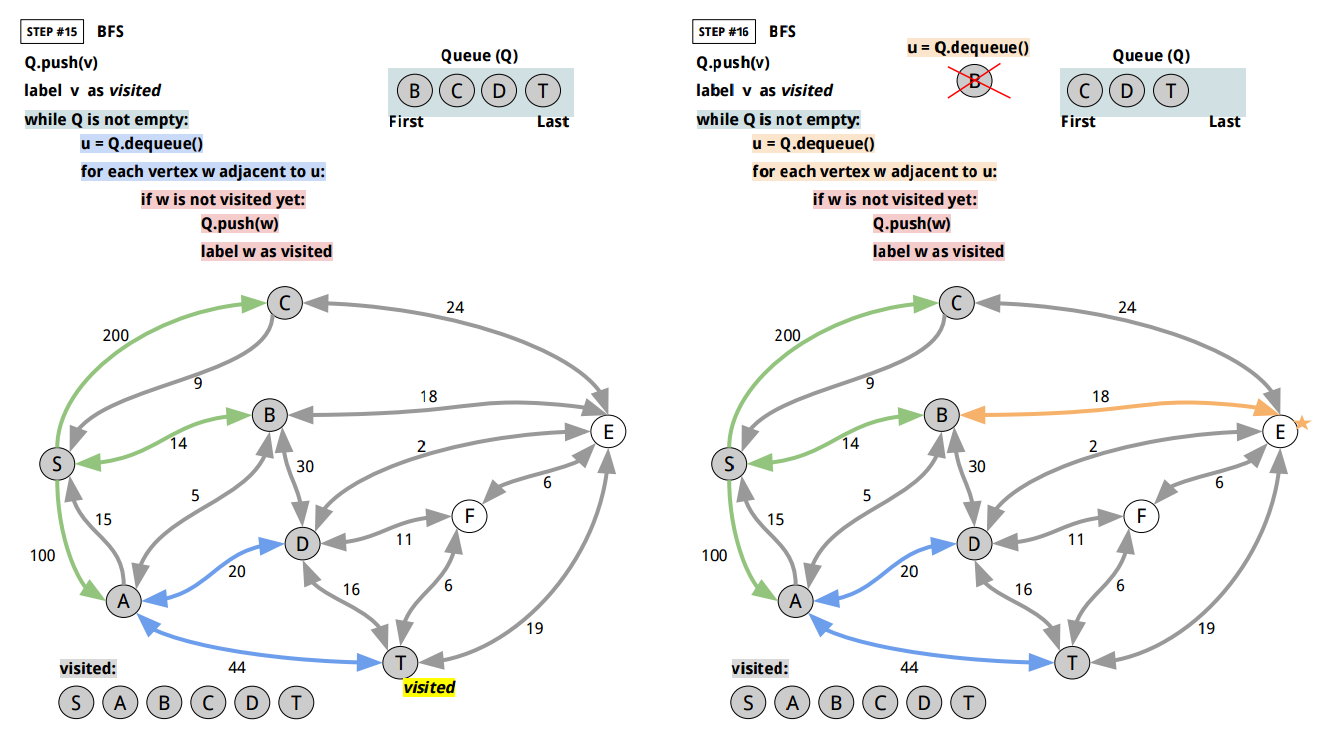 STEP #15 BFS
Q.push(v)
label v as visited
while Q is not empty:
u = Q.dequeue()
for each vertex w adjacent to u:
if w is not visited yet:
Q.push(w)
label w as visited
Queue (Q)
B C D T
First Last
C
24
200
9
18
B
14
2
E
S
30
6
5
15
F
D
11
100
20
16
6
A
19
T
44
visited
visited:
S A B C D T
STEP #16 BFS
Q.push(v)
label v as visited
while Q is not empty:
u = Q.dequeue()
for each vertex w adjacent to u:
if w is not visited yet:
Q.push(w)
label w as visited
u = Q.dequeue()
B
Queue (Q)
C D T
First Last
C
24
200
9
18
B
14
2
E
S
30
6
5
15
F
D
11
100
20
16
6
A
19
T
44
visited:
S A B C D T